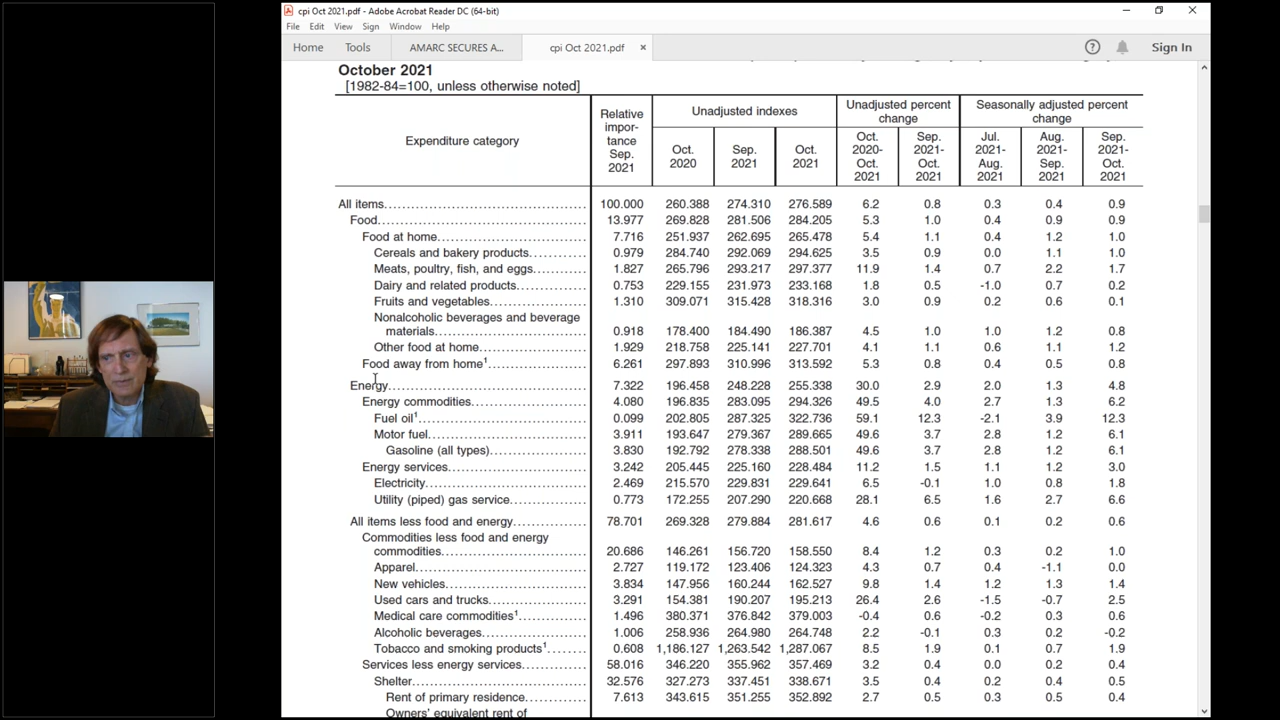 cpi Oct 2021.pdf - Adobe Acrobat Reader DC (64-bit)
File Edit View Sign Window Help
Home Tools AMARC SECURES A... cpi Oct 2021.pdf × Sign In
October 2021
[1982-84=100, unless otherwise noted]
Expenditure category
Relative impor- tance Sep. 2021
Unadjusted indexes
Unadjusted percent change
Seasonally adjusted percent change
Oct. 2020
Sep. 2021
Oct. 2021
Oct. 2020- Oct. 2021
Sep. 2021- Oct. 2021
Jul. 2021- Aug. 2021
Aug. 2021- Sep. 2021
Sep. 2021- Oct. 2021
All items 100.000 260.388 274.310 276.589 6.2 0.8 0.3 0.4 0.9
Food 13.977 269.828 281.506 284.205 5.3 1.0 0.4 0.9 0.9
Food at home 7.716 251.937 262.695 265.478 5.4 1.1 0.4 1.2 1.0
Cereals and bakery products 0.979 284.740 292.069 294.625 3.5 0.9 0.0 1.1 1.0
Meats, poultry, fish, and eggs 1.827 265.796 293.217 297.377 11.9 1.4 0.7 2.2 1.7
Dairy and related products 0.753 229.155 231.973 233.168 1.8 0.5 -1.0 0.7 0.2
Fruits and vegetables 1.310 309.071 315.428 318.316 3.0 0.9 0.2 0.6 0.1
Nonalcoholic beverages and beverage
materials 0.918 178.400 184.490 186.387 4.5 1.0 1.0 1.2 0.8
Other food at home 1.929 218.758 225.141 227.701 4.1 1.1 0.6 1.1 1.2
Food away from home¹ 6.261 297.893 310.996 313.592 5.3 0.8 0.4 0.5 0.8
Energy 7.322 196.458 248.228 255.338 30.0 2.9 2.0 1.3 4.8
Energy commodities 4.080 196.835 283.095 294.326 49.5 4.0 2.7 1.3 6.2
Fuel oil¹ 0.099 202.805 287.325 322.736 59.1 12.3 -2.1 3.9 12.3
Motor fuel 3.911 193.647 279.367 289.665 49.6 3.7 2.8 1.2 6.1
Gasoline (all types) 3.830 192.792 278.338 288.501 49.6 3.7 2.8 1.2 6.1
Energy services 3.242 205.445 225.160 228.484 11.2 1.5 1.1 1.2 3.0
Electricity 2.469 215.570 229.831 229.641 6.5 -0.1 1.0 0.8 1.8
Utility (piped) gas service 0.773 172.255 207.290 220.668 28.1 6.5 1.6 2.7 6.6
All items less food and energy 78.701 269.328 279.884 281.617 4.6 0.6 0.1 0.2 0.6
Commodities less food and energy
commodities 20.686 146.261 156.720 158.550 8.4 1.2 0.3 0.2 1.0
Apparel 2.727 119.172 123.406 124.323 4.3 0.7 0.4 -1.1 0.0
New vehicles 3.834 147.956 160.244 162.527 9.8 1.4 1.2 1.3 1.4
Used cars and trucks 3.291 154.381 190.207 195.213 26.4 2.6 -1.5 -0.7 2.5
Medical care commodities¹ 1.496 380.371 376.842 379.003 -0.4 0.6 -0.2 0.3 0.6
Alcoholic beverages 1.006 258.936 264.980 264.748 2.2 -0.1 0.3 0.2 -0.2
Tobacco and smoking products¹ 0.608 1,186.127 1,263.542 1,287.067 8.5 1.9 0.1 0.7 1.9
Services less energy services 58.016 346.220 355.962 357.469 3.2 0.4 0.0 0.2 0.4
Shelter 32.576 327.273 337.451 338.671 3.5 0.4 0.2 0.4 0.5
Rent of primary residence 7.613 343.615 351.255 352.892 2.7 0.5 0.3 0.5 0.4
Owners' equivalent rent of